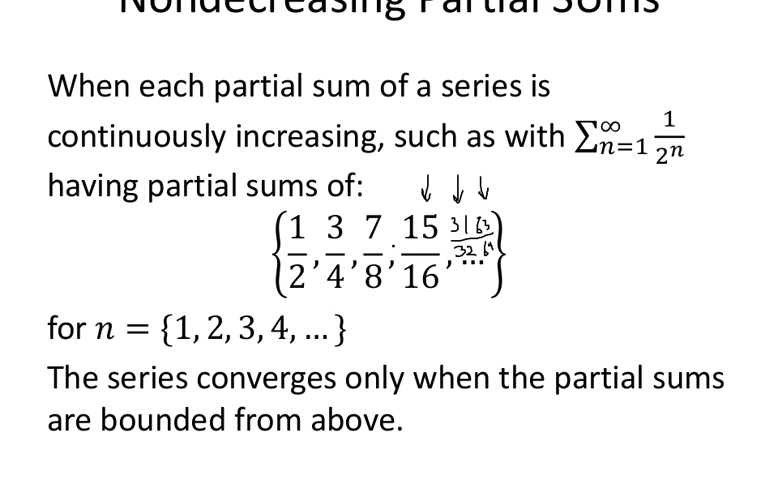 Nondecreasing Partial Sums
When each partial sum of a series is
continuously increasing, such as with ∑_{n=1}^{∞} 1/2^n
having partial sums of: ↓ ↓ ↓
{1/2, 3/4, 7/8, 15/16, 31/32 63/64 ...}
for n = {1, 2, 3, 4, … }
The series converges only when the partial sums
are bounded from above.